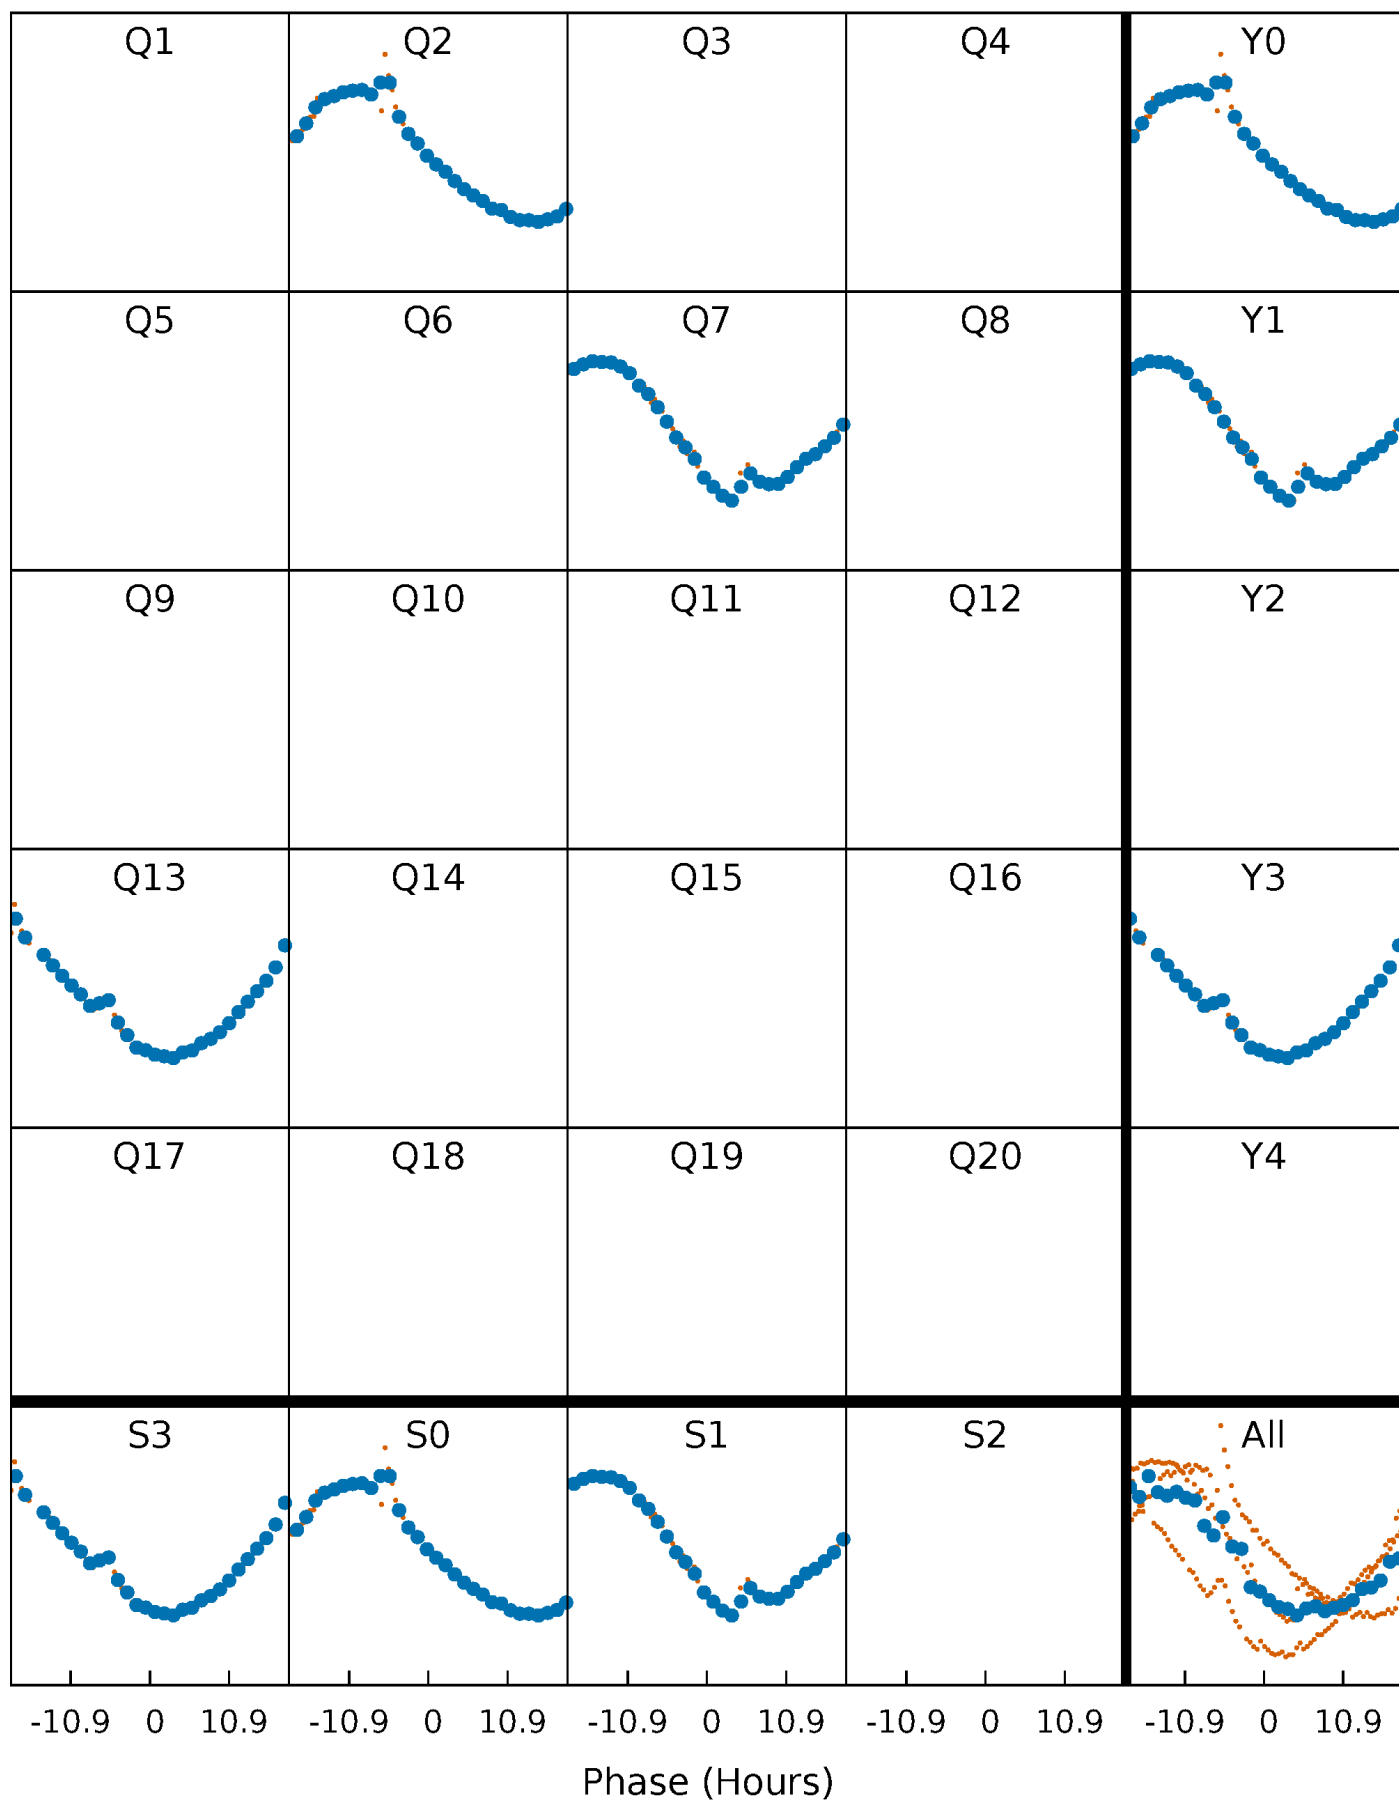 Q1 Q2 Q3 Q4 Y0
Q5 Q6 Q7 Q8 Y1
Q9 Q10 Q11 Q12 Y2
Q13 Q14 Q15 Q16 Y3
Q17 Q18 Q19 Q20 Y4
S3 S0 S1 S2 All
-10.9 0 10.9 -10.9 0 10.9 -10.9 0 10.9 -10.9 0 10.9 -10.9 0 10.9
Phase (Hours)